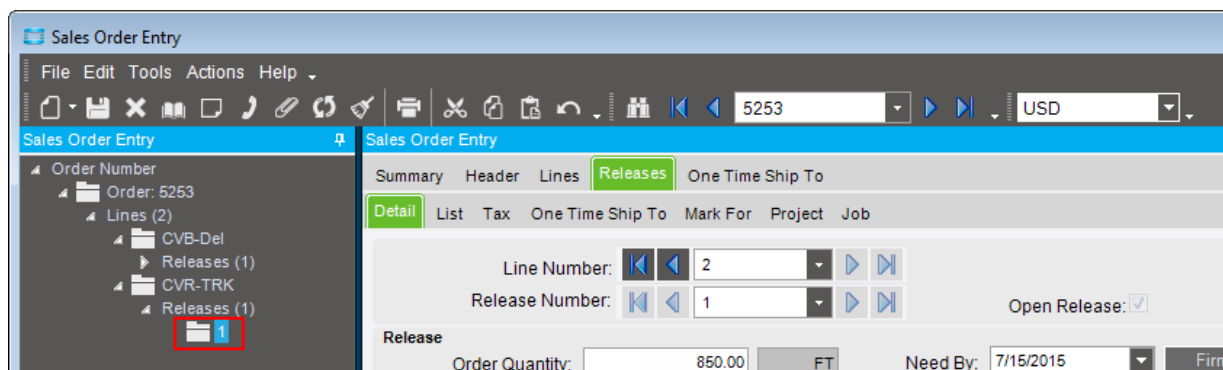 Sales Order Entry
File Edit Tools Actions Help
5253
USD
Sales Order Entry
Order Number
Order: 5253
Lines (2)
CVB-Del
Releases (1)
CVR-TRK
Releases (1)
1
Sales Order Entry
Summary Header Lines Releases One Time Ship To
Detail List Tax One Time Ship To Mark For Project Job
Line Number: 2
Release Number: 1 Open Release:
Release
Order Quantity: 850.00 FT Need By: 7/15/2015